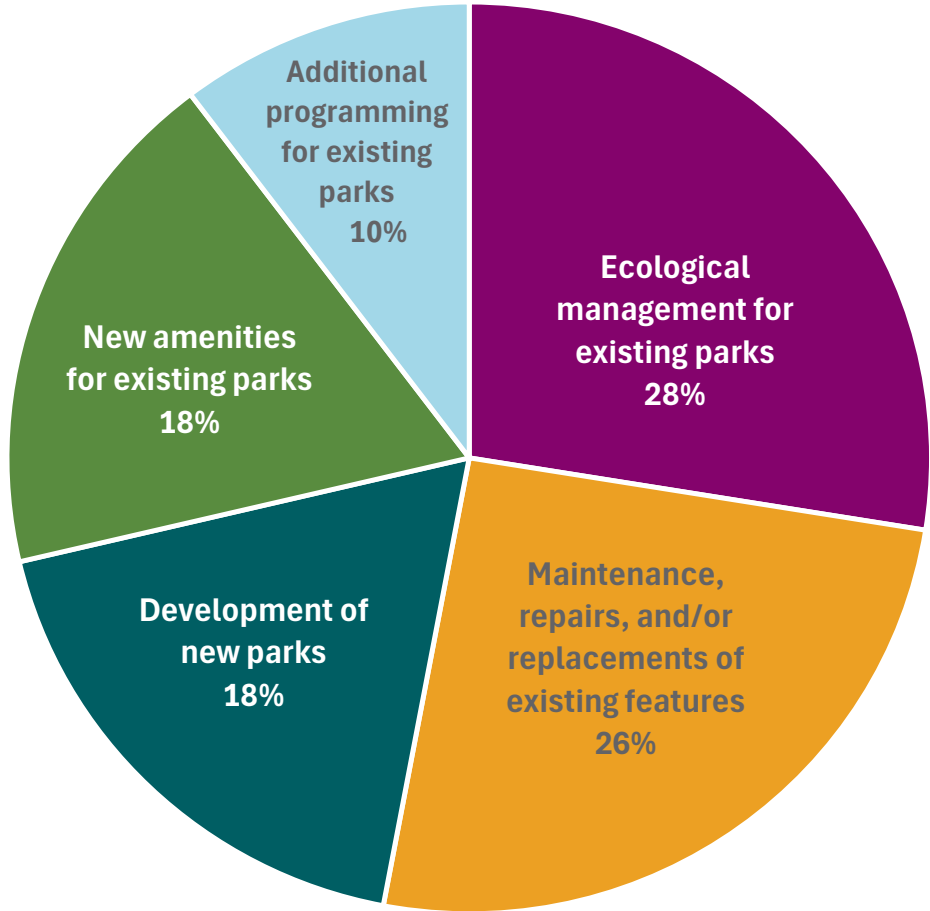 Additional
programming
for existing
parks
10%
Ecological
management for
existing parks
28%
New amenities
for existing parks
18%
Maintenance,
repairs, and/or
replacements of
existing features
26%
Development of
new parks
18%